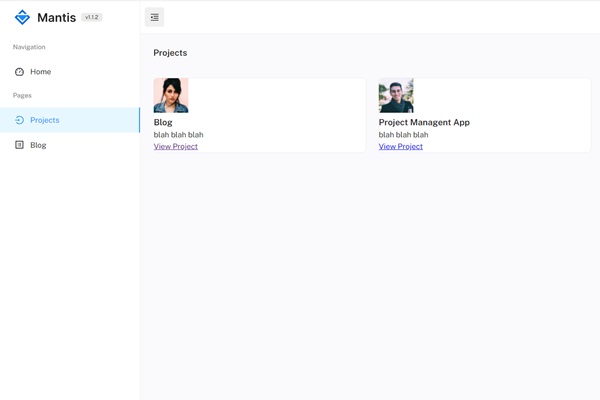 Mantis v1.1.2
Navigation
Home
Pages
Projects
Blog
Projects
Blog
blah blah blah
View Project
Project Managent App
blah blah blah
View Project